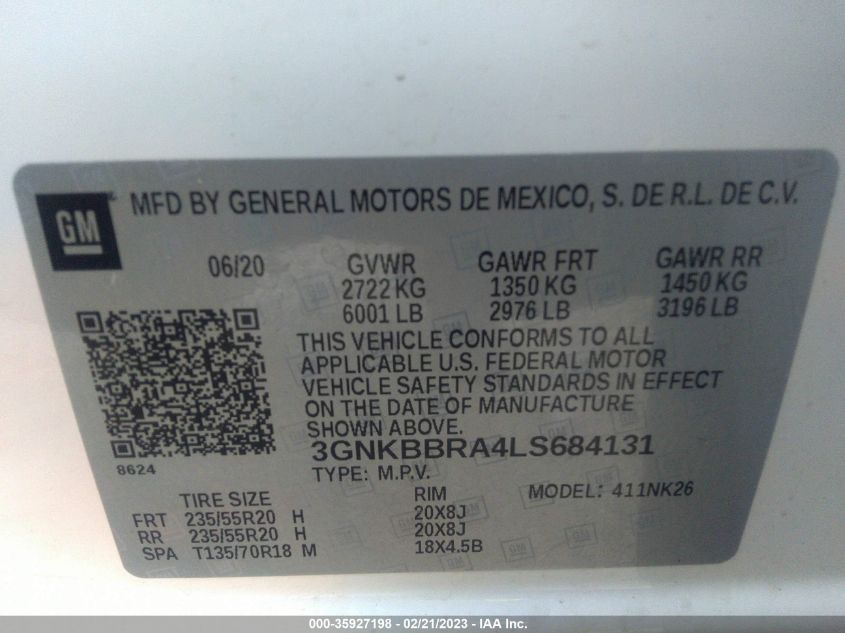 GM
MFD BY GENERAL MOTORS DE MEXICO, S. DE R.L. DE C.V.
06/20 GVWR GAWR FRT GAWR RR
2722 KG 1350 KG 1450 KG
6001 LB 2976 LB 3196 LB
THIS VEHICLE CONFORMS TO ALL
APPLICABLE U.S. FEDERAL MOTOR
VEHICLE SAFETY STANDARDS IN EFFECT
ON THE DATE OF MANUFACTURE
SHOWN ABOVE.
3GNKBBRA4LS684131
8624
TYPE: M.P.V.
TIRE SIZE RIM MODEL: 411NK26
FRT 235/55R20 H 20X8J
RR 235/55R20 H 20X8J
SPA T135/70R18 M 18X4.5B
000-35927198 - 02/21/2023 - IAA Inc.